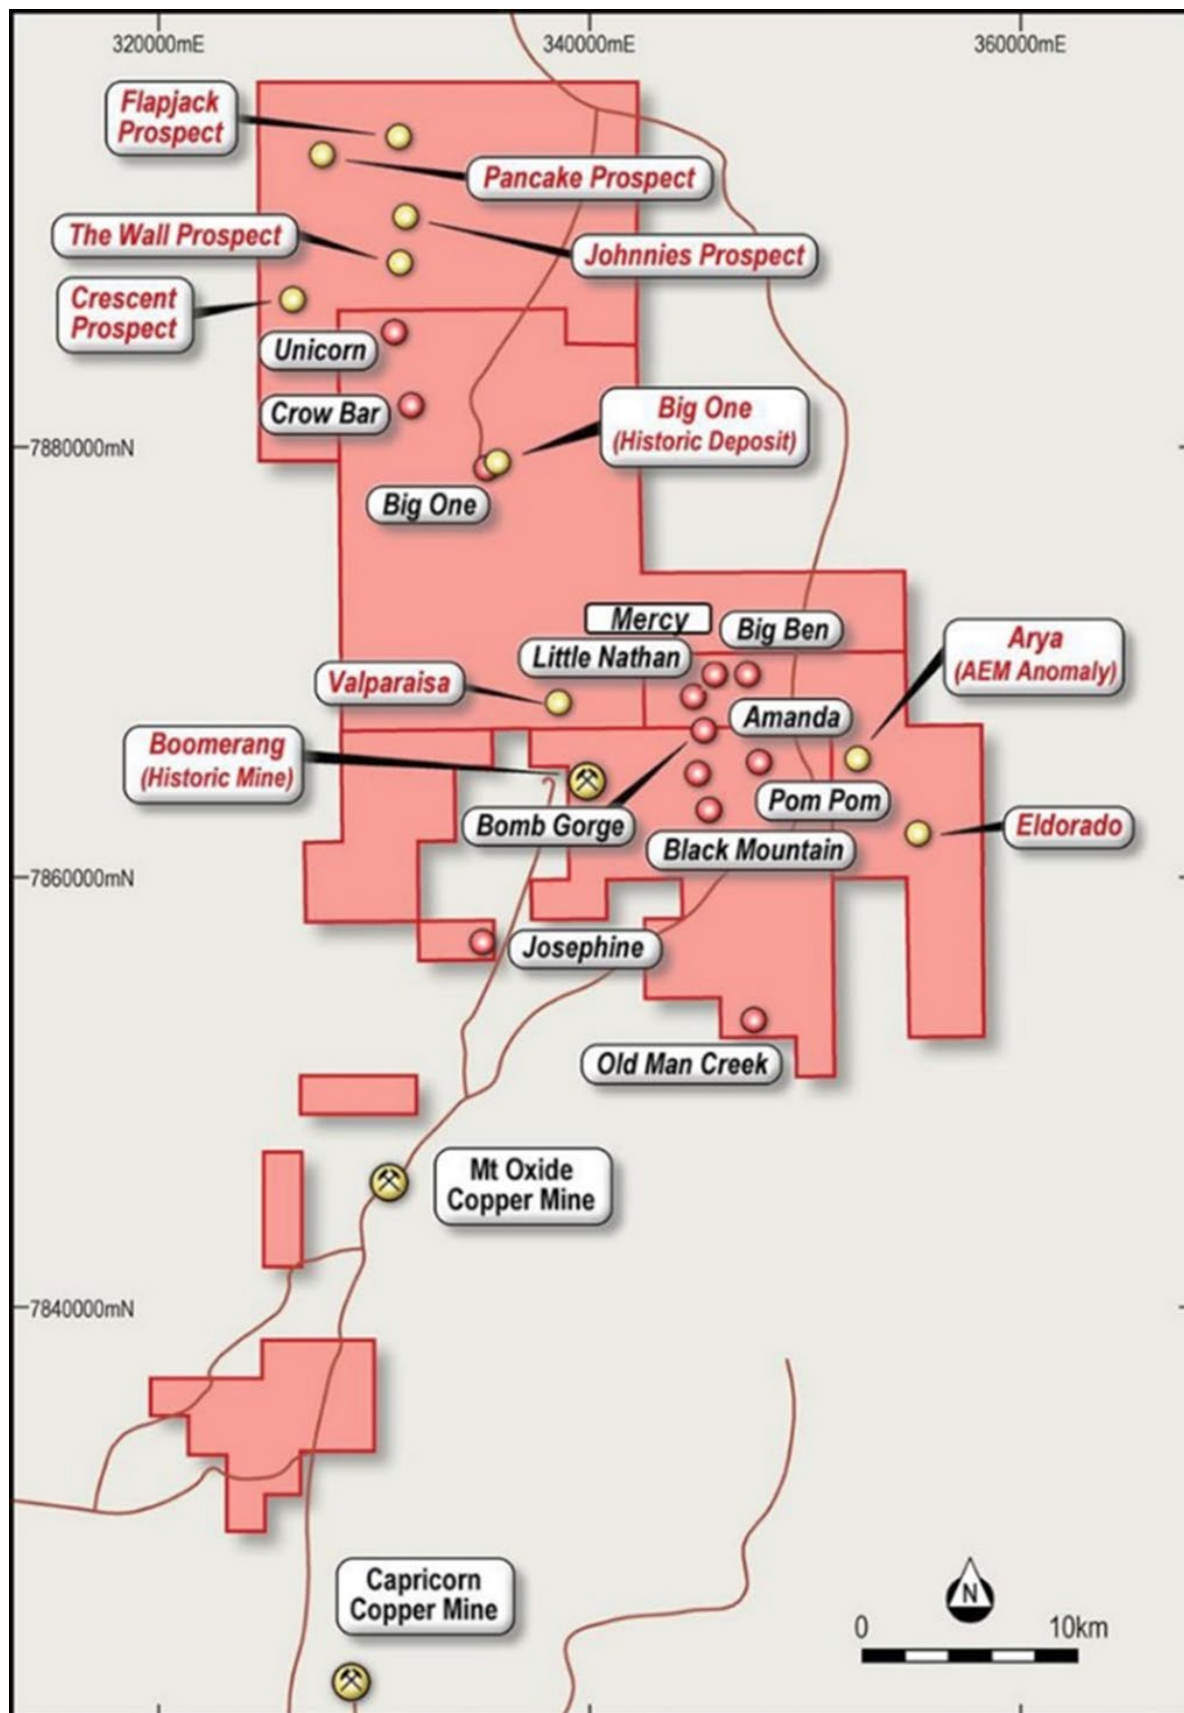 320000mE
340000mE
360000mE
Flapjack
Prospect
Pancake Prospect
The Wall Prospect
Johnnies Prospect
Crescent
Prospect
Unicorn
Crow Bar
Big One
(Historic Deposit)
7880000mN
Big One
Mercy
Big Ben
Little Nathan
Arya
(AEM Anomaly)
Valparaisa
Amanda
Boomerang
(Historic Mine)
Pom Pom
Bomb Gorge
Eldorado
Black Mountain
7860000mN
Josephine
Old Man Creek
Mt Oxide
Copper Mine
7840000mN
Capricorn
Copper Mine
N
0
10km